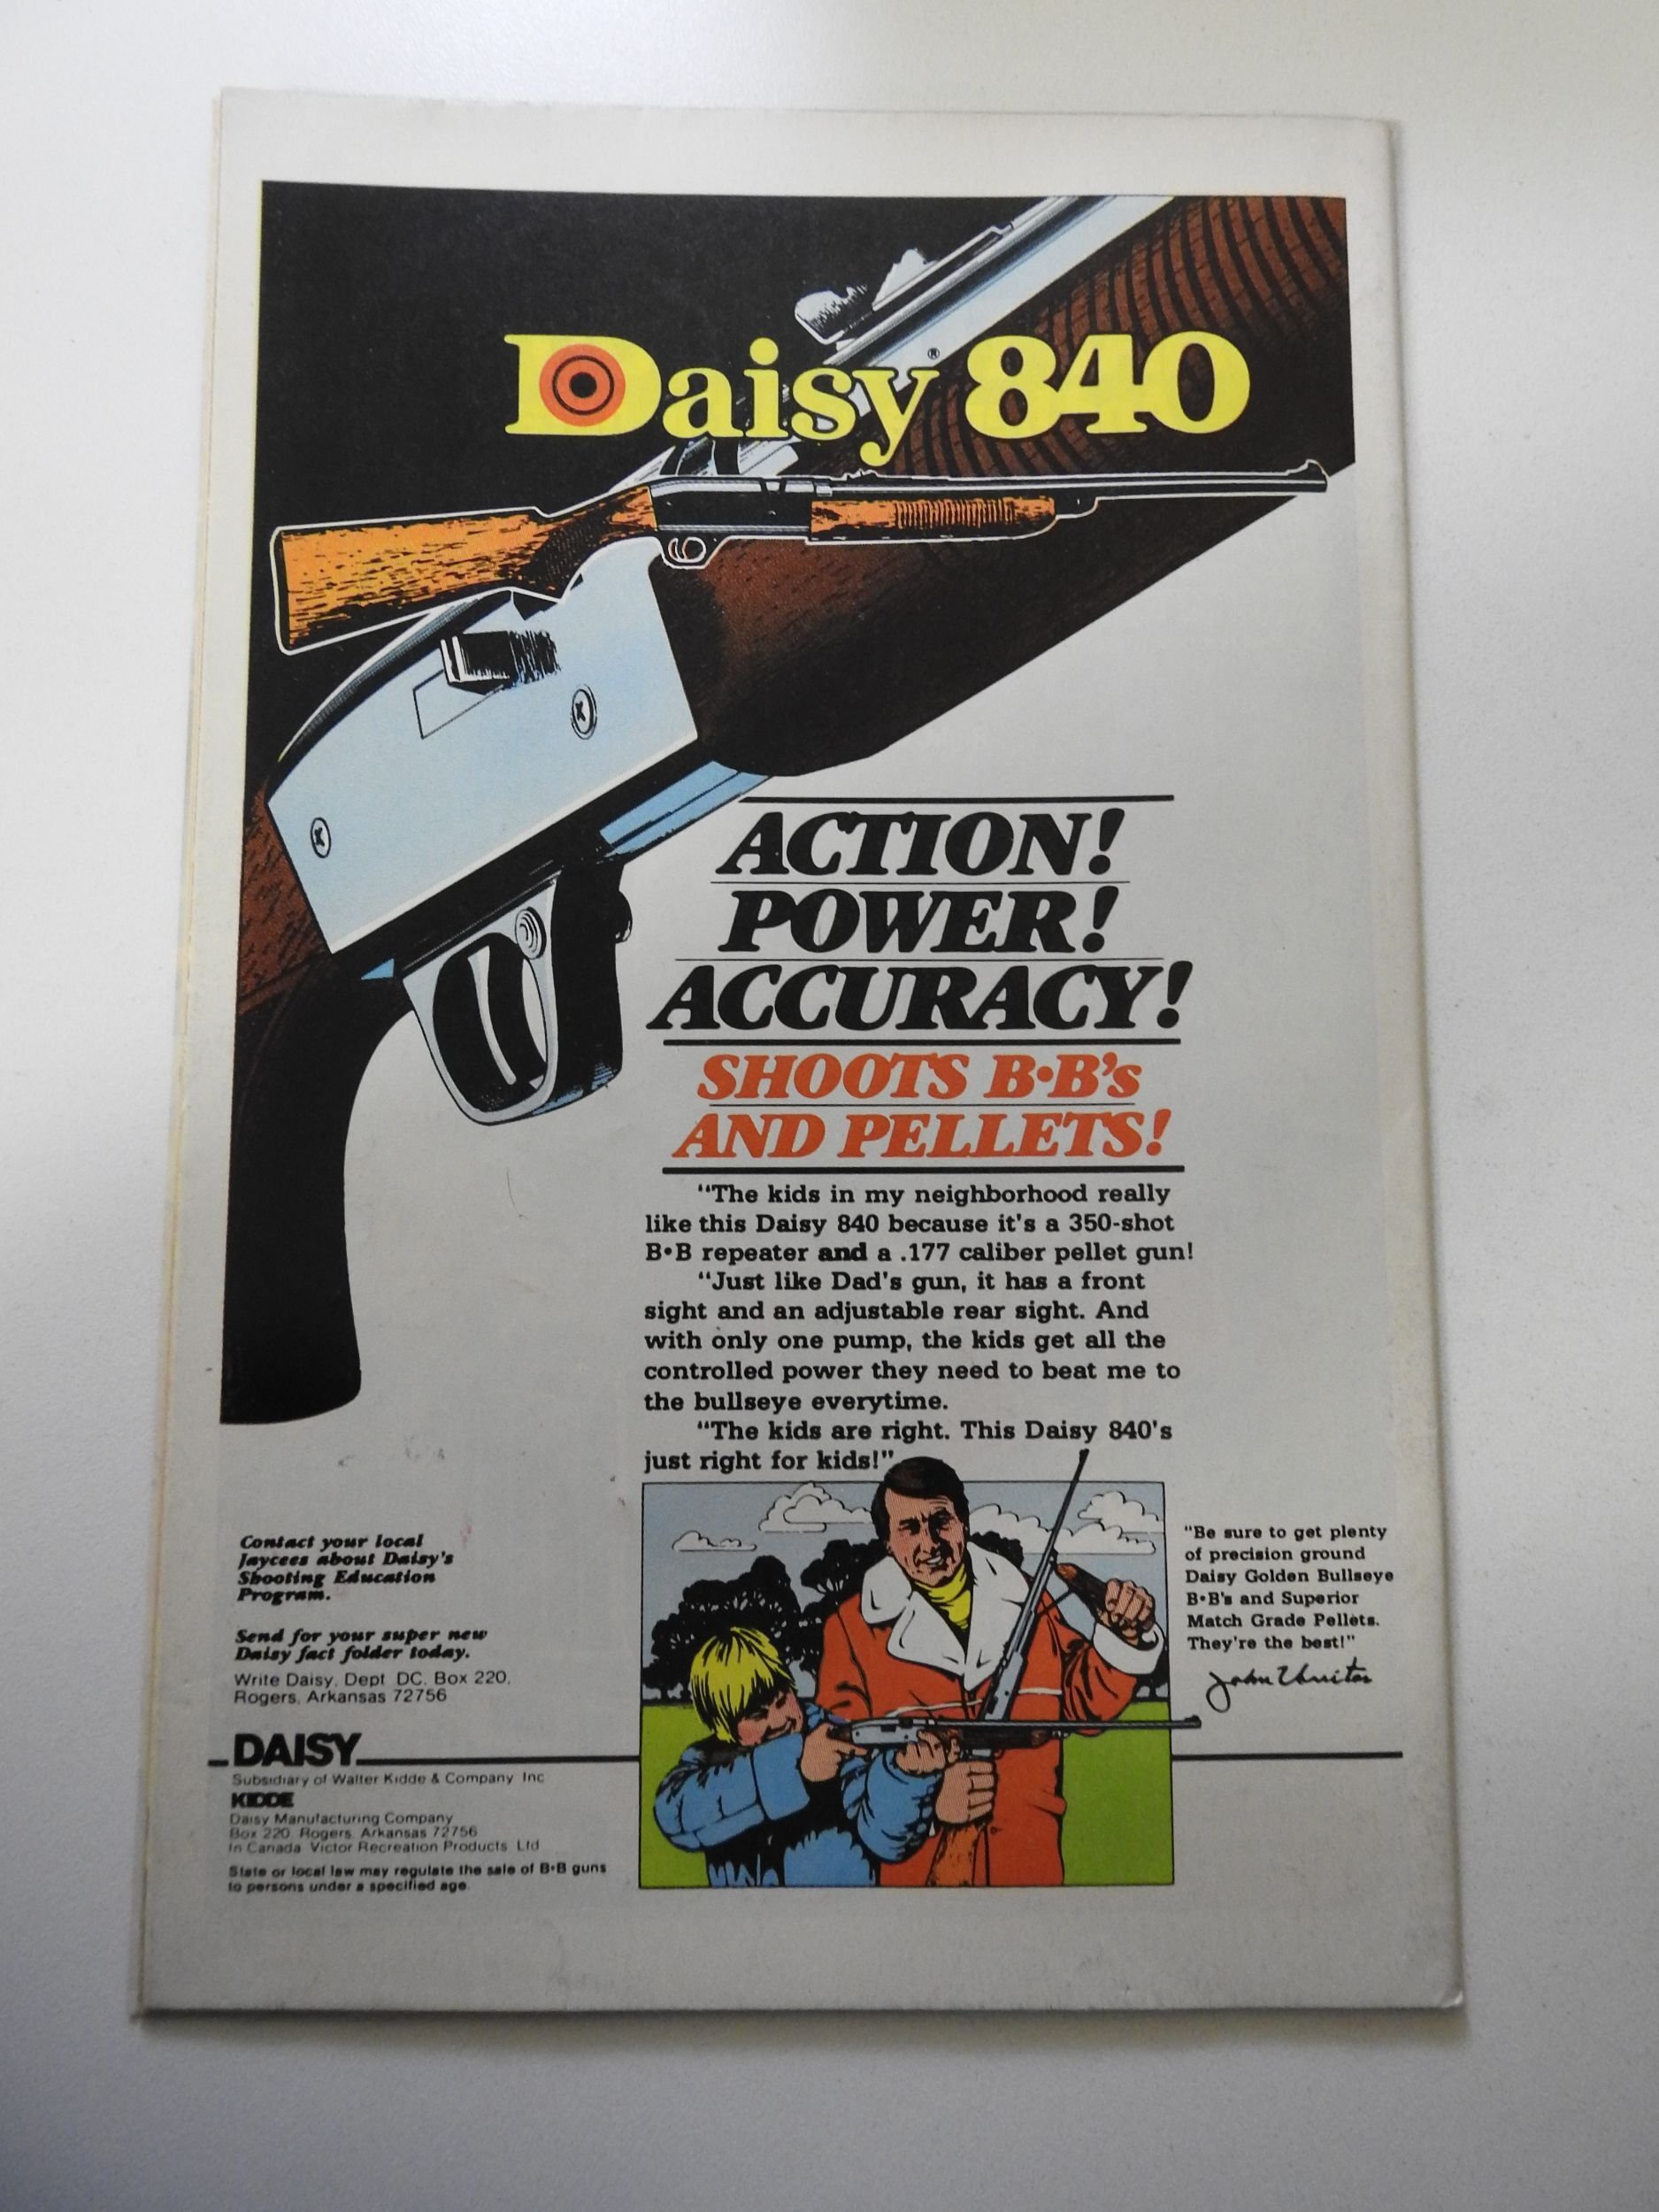 Daisy® 840
ACTION!
POWER!
ACCURACY!
SHOOTS B•B's
AND PELLETS!
"The kids in my neighborhood really
like this Daisy 840 because it's a 350-shot
B•B repeater and a .177 caliber pellet gun!
"Just like Dad's gun, it has a front
sight and an adjustable rear sight. And
with only one pump, the kids get all the
controlled power they need to beat me to
the bullseye everytime.
"The kids are right. This Daisy 840's
just right for kids!"
Contact your local
Jaycees about Daisy's
Shooting Education
Program.
Send for your super new
Daisy fact folder today.
Write Daisy, Dept DC, Box 220,
Rogers, Arkansas 72756
DAISY
Subsidiary of Walter Kidde & Company Inc
KIDDE
Daisy Manufacturing Company
Box 220, Rogers, Arkansas 72756
In Canada Victor Recreation Products Ltd
State or local law may regulate the sale of B•B guns
to persons under a specified age.
"Be sure to get plenty
of precision ground
Daisy Golden Bullseye
B•B's and Superior
Match Grade Pellets.
They're the best!"
John